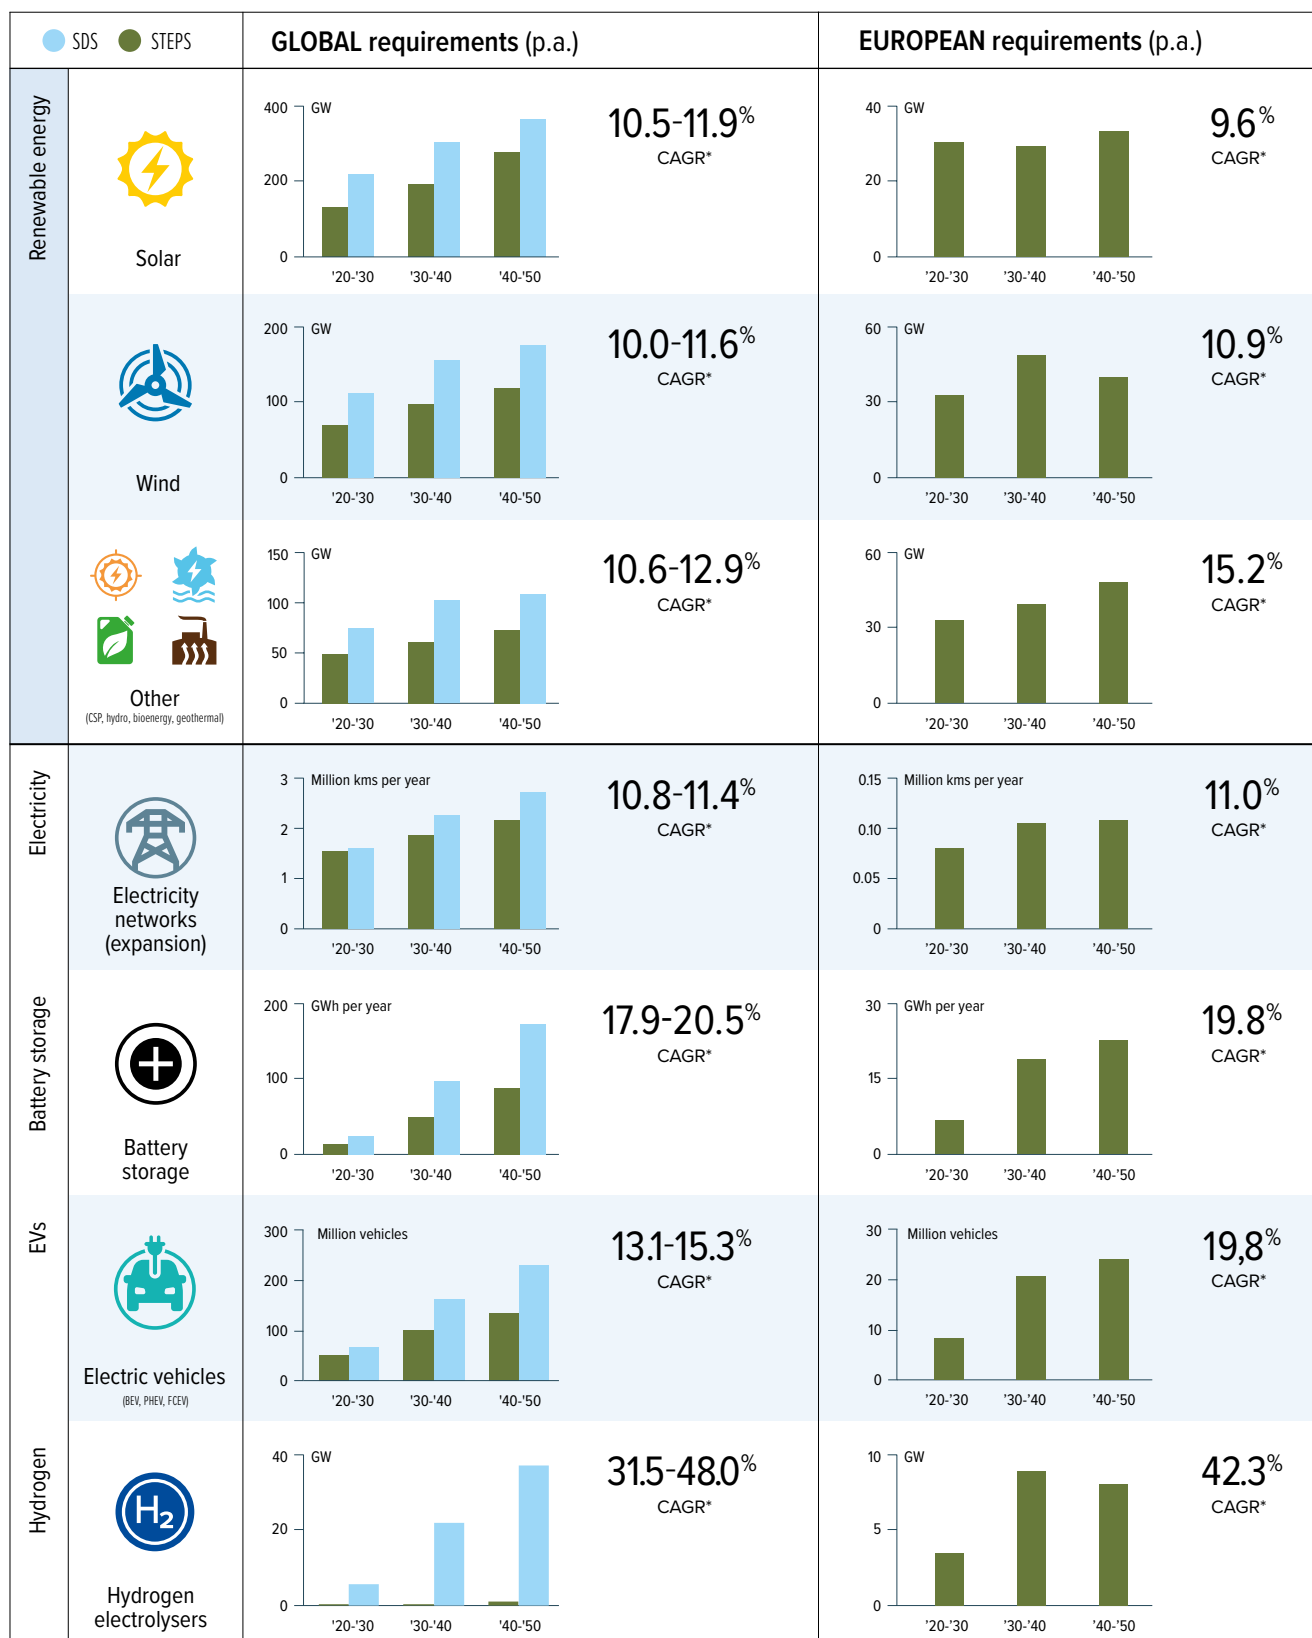 SDS
STEPS
GLOBAL requirements (p.a.)
EUROPEAN requirements (p.a.)
Renewable energy
Solar
400
GW
200
0
'20-'30
'30-'40
'40-'50
10.5-11.9%
CAGR*
40
GW
20
0
’20-’30
’30-’40
’40-’50
9.6%
CAGR*
Wind
200
GW
100
0
'20-'30
'30-'40
'40-'50
10.0-11.6%
CAGR*
60
GW
30
0
’20-’30
’30-’40
’40-’50
10.9%
CAGR*
Other
(CSP, hydro, bioenergy, geothermal)
150
GW
100
50
0
'20-'30
'30-'40
'40-'50
10.6-12.9%
CAGR*
60
GW
30
0
’20-’30
’30-’40
’40-’50
15.2%
CAGR*
Electricity
Electricity
networks
(expansion)
3
Million kms per year
2
1
0
'20-'30
'30-'40
'40-'50
10.8-11.4%
CAGR*
0.15
Million kms per year
0.10
0.05
0
’20-’30
’30-’40
’40-’50
11.0%
CAGR*
Battery storage
Battery
storage
200
GWh per year
100
0
'20-'30
'30-'40
'40-'50
17.9-20.5%
CAGR*
30
GWh per year
15
0
’20-’30
’30-’40
’40-’50
19.8%
CAGR*
EVs
Electric vehicles
(BEV, PHEV, FCEV)
300
Million vehicles
200
100
0
'20-'30
'30-'40
'40-'50
13.1-15.3%
CAGR*
30
Million vehicles
20
10
0
’20-’30
’30-’40
’40-’50
19,8%
CAGR*
Hydrogen
H2
Hydrogen
electrolysers
40
GW
20
0
'20-'30
'30-'40
'40-'50
31.5-48.0%
CAGR*
10
GW
5
0
’20-’30
’30-’40
’40-’50
42.3%
CAGR*